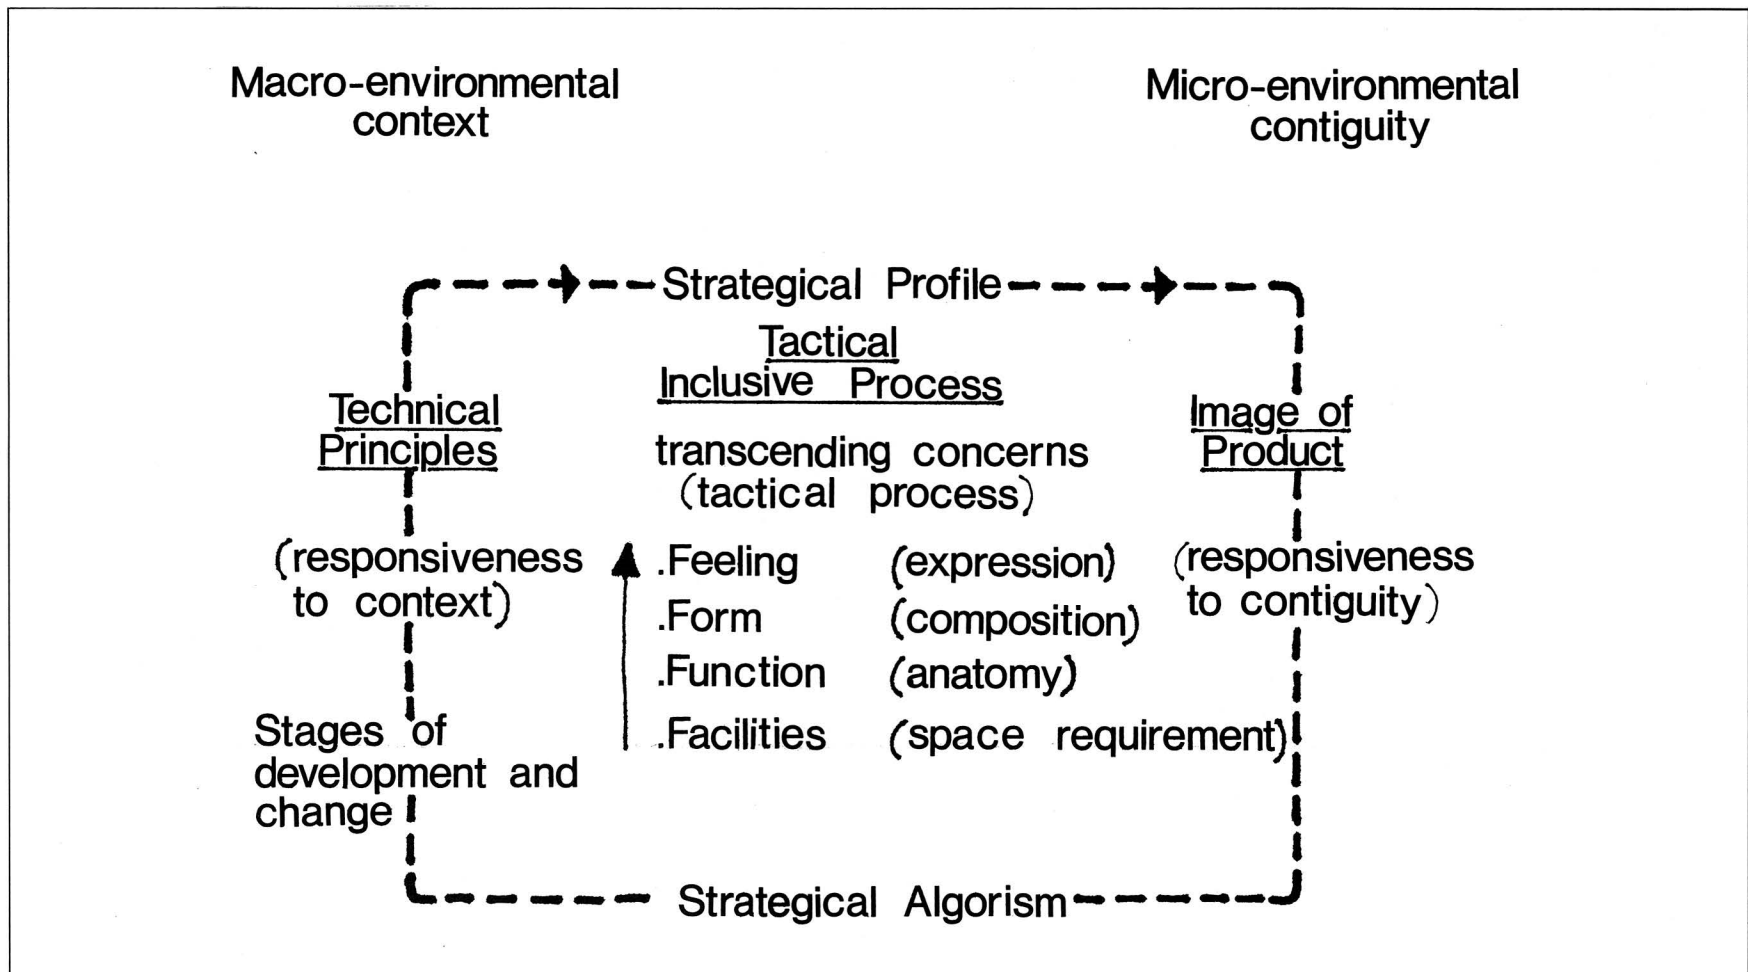 Macro-environmental
context
Micro-environmental
contiguity
Strategical Profile
Tactical
Inclusive Process
Technical
Principles
Image of
Product
transcending concerns
(tactical process)
(responsiveness
to context)
.Feeling (expression)
.Form (composition)
.Function (anatomy)
.Facilities (space requirement)
(responsiveness
to contiguity)
Stages of
development and
change
Strategical Algorism